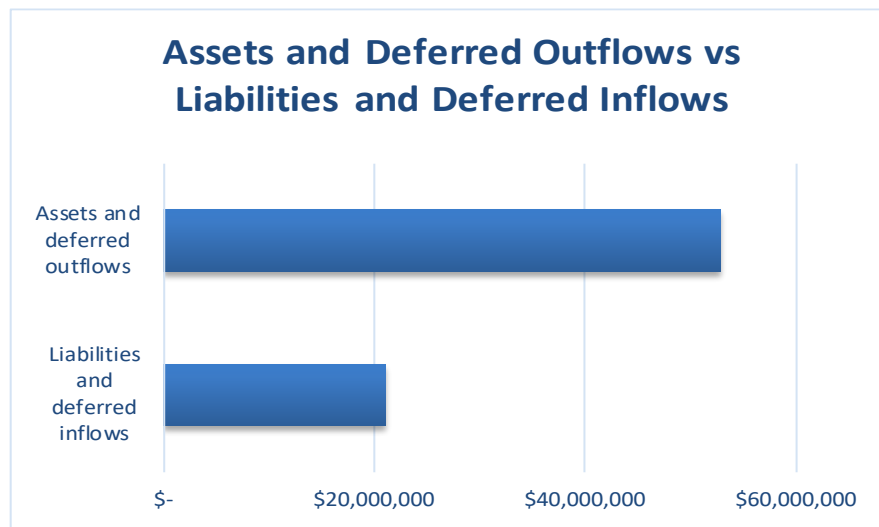 Assets and Deferred Outflows vs
Liabilities and Deferred Inflows
Assets and
deferred
outflows
Liabilities
and
deferred
inflows
$-
$20,000,000
$40,000,000
$60,000,000